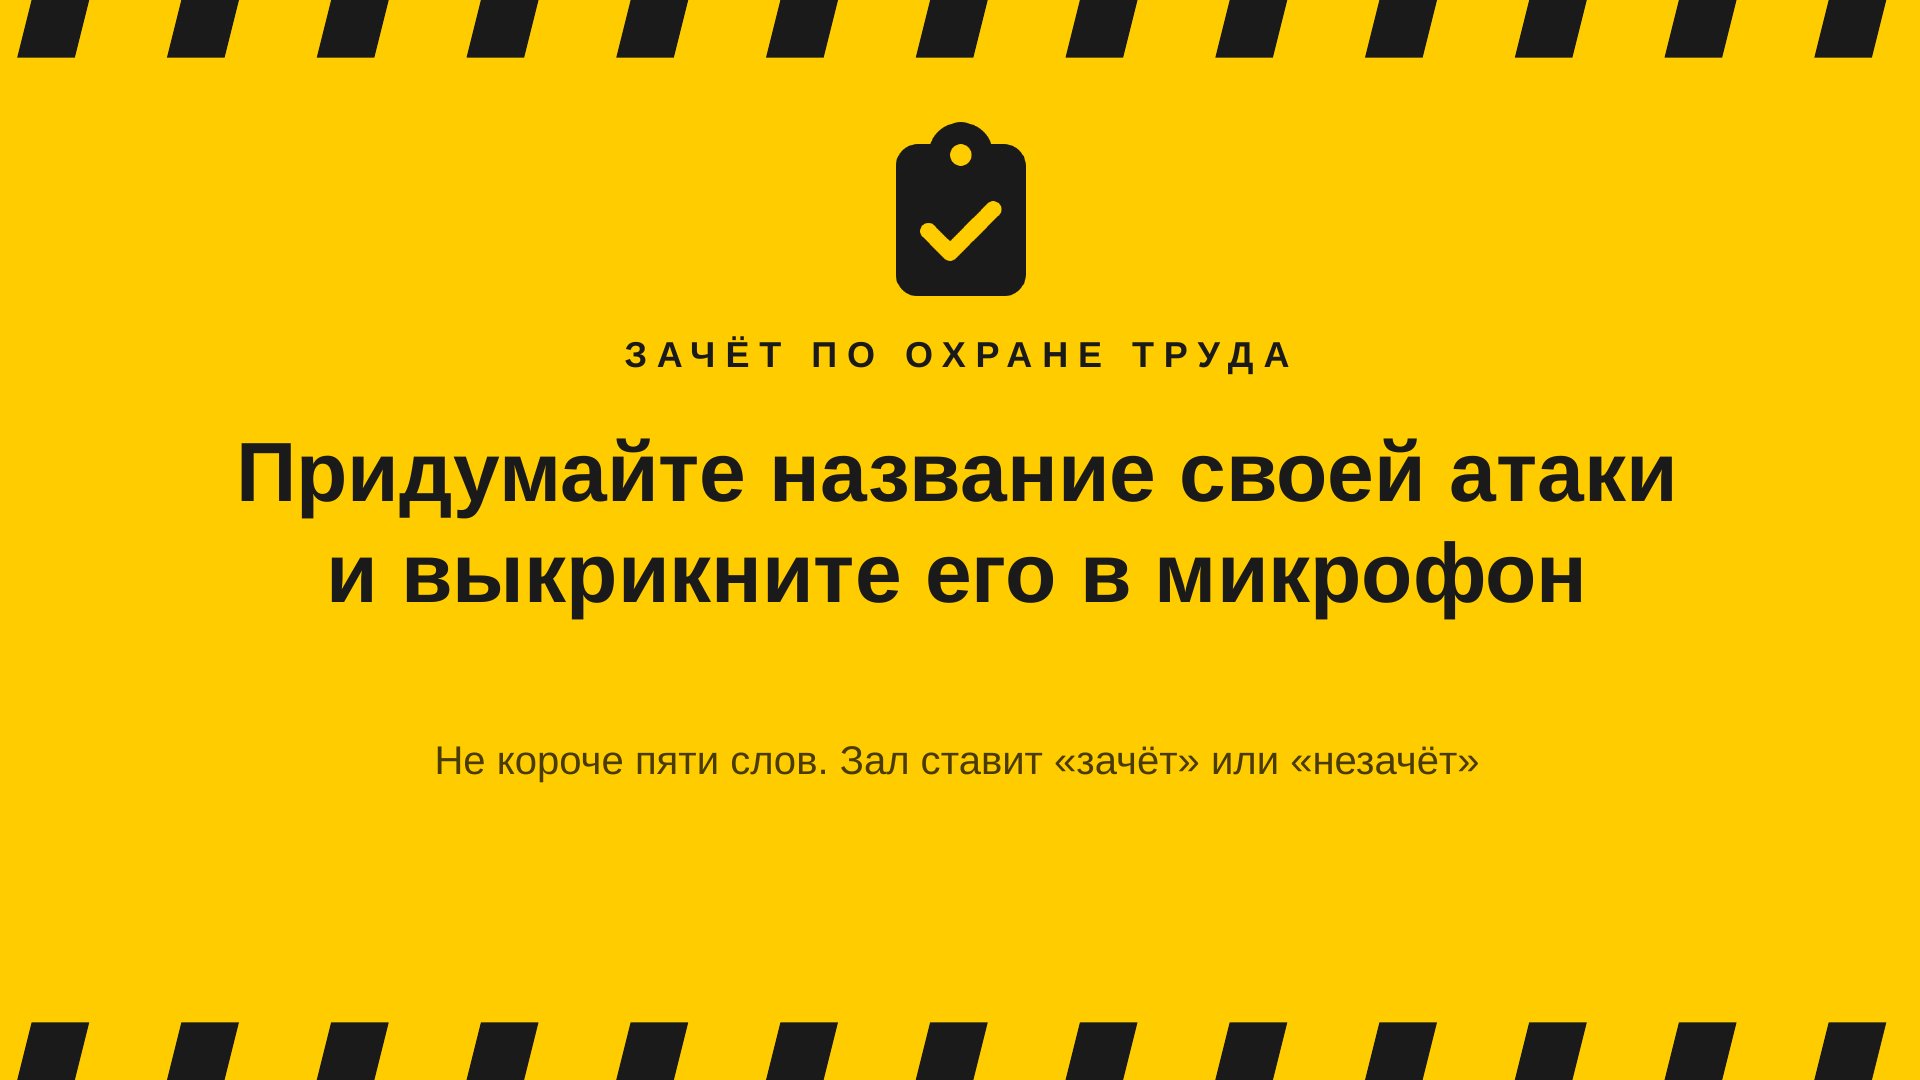 ЗАЧЁТ ПО ОХРАНЕ ТРУДА
Придумайте название своей атаки
и выкрикните его в микрофон
Не короче пяти слов. Зал ставит «зачёт» или «незачёт»